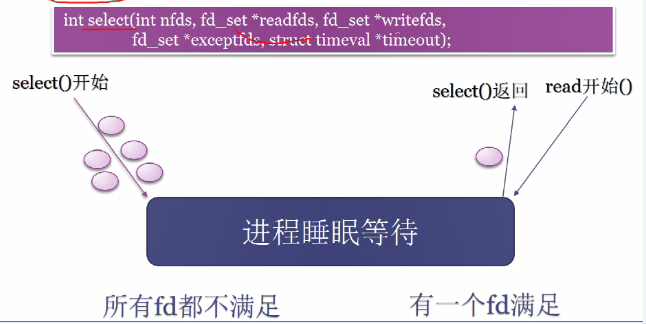 int select(int nfds, fd_set *readfds, fd_set *writefds,
fd_set *exceptfds, struct timeval *timeout);
select()开始
select()返回
read开始()
进程睡眠等待
所有fd都不满足
有一个fd满足